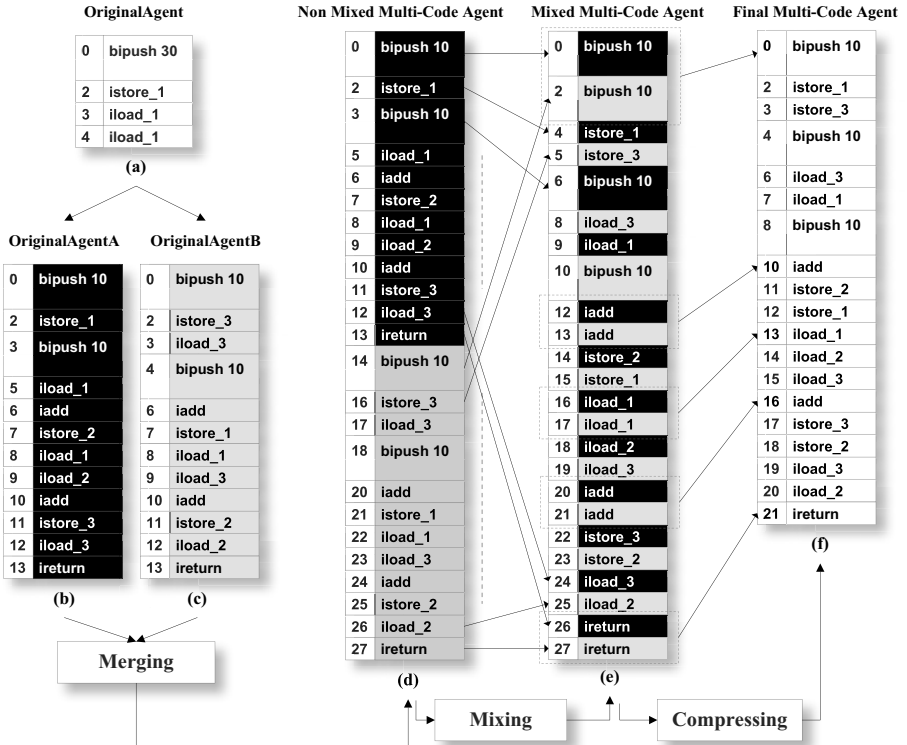 OriginalAgent
0 bipush 30
2 istore_1
3 iload_1
4 iload_1
(a)
OriginalAgentA
0 bipush 10
2 istore_1
3 bipush 10
5 iload_1
6 iadd
7 istore_2
8 iload_1
9 iload_2
10 iadd
11 istore_3
12 iload_3
13 ireturn
(b)
OriginalAgentB
0 bipush 10
2 istore_3
3 iload_3
4 bipush 10
6 iadd
7 istore_1
8 iload_1
9 iload_3
10 iadd
11 istore_2
12 iload_2
13 ireturn
(c)
Merging
Non Mixed Multi-Code Agent
0 bipush 10
2 istore_1
3 bipush 10
5 iload_1
6 iadd
7 istore_2
8 iload_1
9 iload_2
10 iadd
11 istore_3
12 iload_3
13 ireturn
14 bipush 10
16 istore_3
17 iload_3
18 bipush 10
20 iadd
21 istore_1
22 iload_1
23 iload_3
24 iadd
25 istore_2
26 iload_2
27 ireturn
(d)
Mixing
Mixed Multi-Code Agent
0 bipush 10
2 bipush 10
4 istore_1
5 istore_3
6 bipush 10
8 iload_3
9 iload_1
10 bipush 10
12 iadd
13 iadd
14 istore_2
15 istore_1
16 iload_1
17 iload_1
18 iload_2
19 iload_3
20 iadd
21 iadd
22 istore_3
23 istore_2
24 iload_3
25 iload_2
26 ireturn
27 ireturn
(e)
Compressing
Final Multi-Code Agent
0 bipush 10
2 istore_1
3 istore_3
4 bipush 10
6 iload_3
7 iload_1
8 bipush 10
10 iadd
11 istore_2
12 istore_1
13 iload_1
14 iload_2
15 iload_3
16 iadd
17 istore_3
18 istore_2
19 iload_3
20 iload_2
21 ireturn
(f)